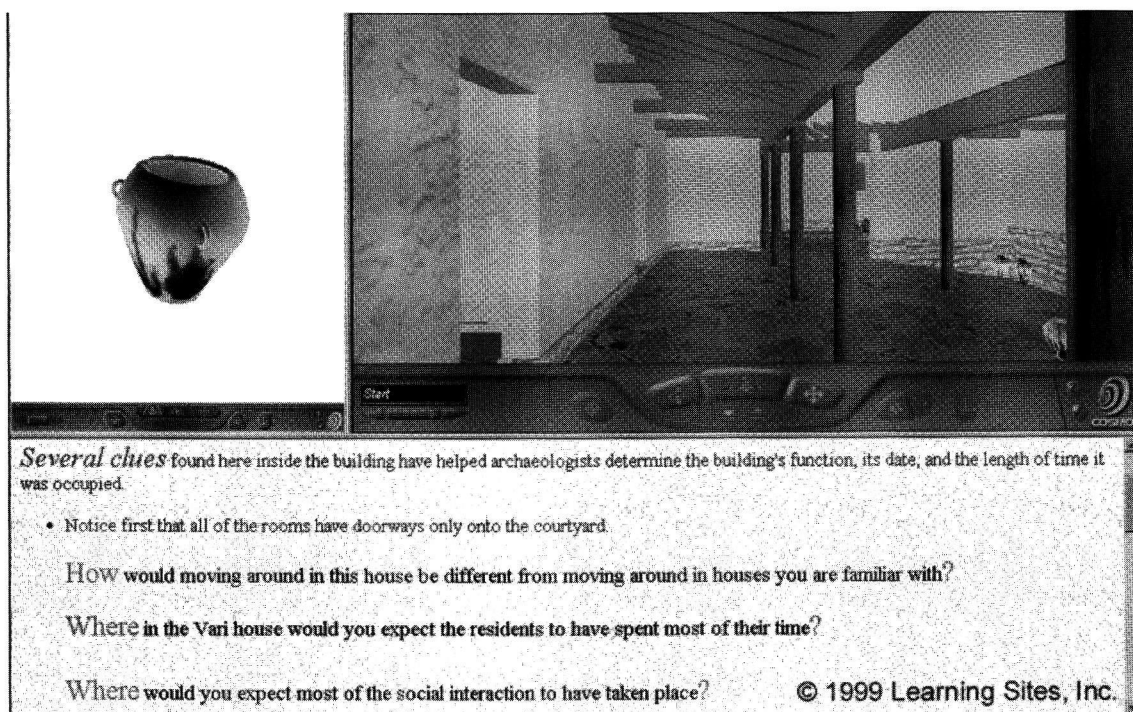 Start
COSMO
Several clues found here inside the building have helped archaeologists determine the building's function, its date, and the length of time it
was occupied.
• Notice first that all of the rooms have doorways only onto the courtyard.
How would moving around in this house be different from moving around in houses you are familiar with?
Where in the Vari house would you expect the residents to have spent most of their time?
Where would you expect most of the social interaction to have taken place?
© 1999 Learning Sites, Inc.